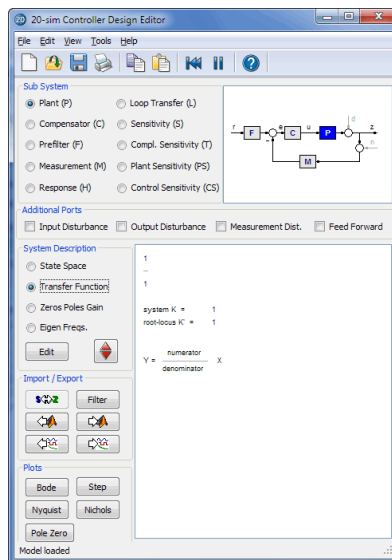 20-sim Controller Design Editor
File Edit View Tools Help
Sub System
Plant (P) Loop Transfer (L)
Compensator (C) Sensitivity (S)
Prefilter (F) Compl. Sensitivity (T)
Measurement (M) Plant Sensitivity (PS)
Response (H) Control Sensitivity (CS)
d
r F e C u P z
n
M
Additional Ports
Input Disturbance Output Disturbance Measurement Dist. Feed Forward
System Description
State Space
Transfer Function
Zeros Poles Gain
Eigen Freqs.
Edit
1
--
1
system K = 1
root-locus K' = 1
numerator
Y = X
denominator
Import / Export
S Z Filter
Plots
Bode Step
Nyquist Nichols
Pole Zero
Model loaded